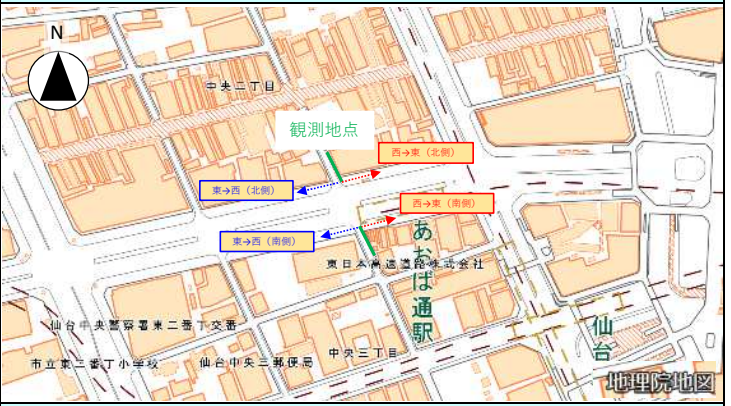 N
中央二丁目
観測地点
西→東（北側）
東→西（北側）
西→東（南側）
東→西（南側）
あおば通駅
東日本高速道路株式会社
仙台
仙台中央警察署東二番丁交番
市立東二番丁小学校
仙台中央三郵便局
中央三丁目
地理院地図